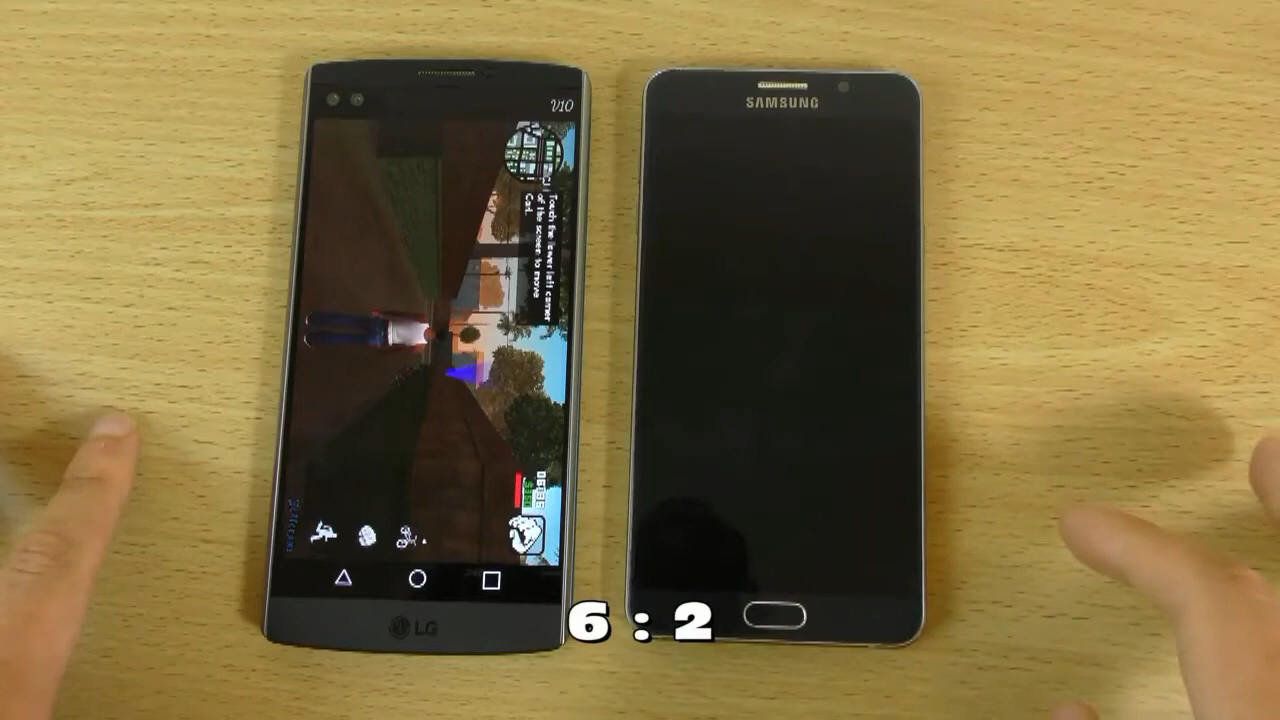 V10
SAMSUNG
Touch the lower left corner
of the screen to move
Carl.
LG
6 : 2